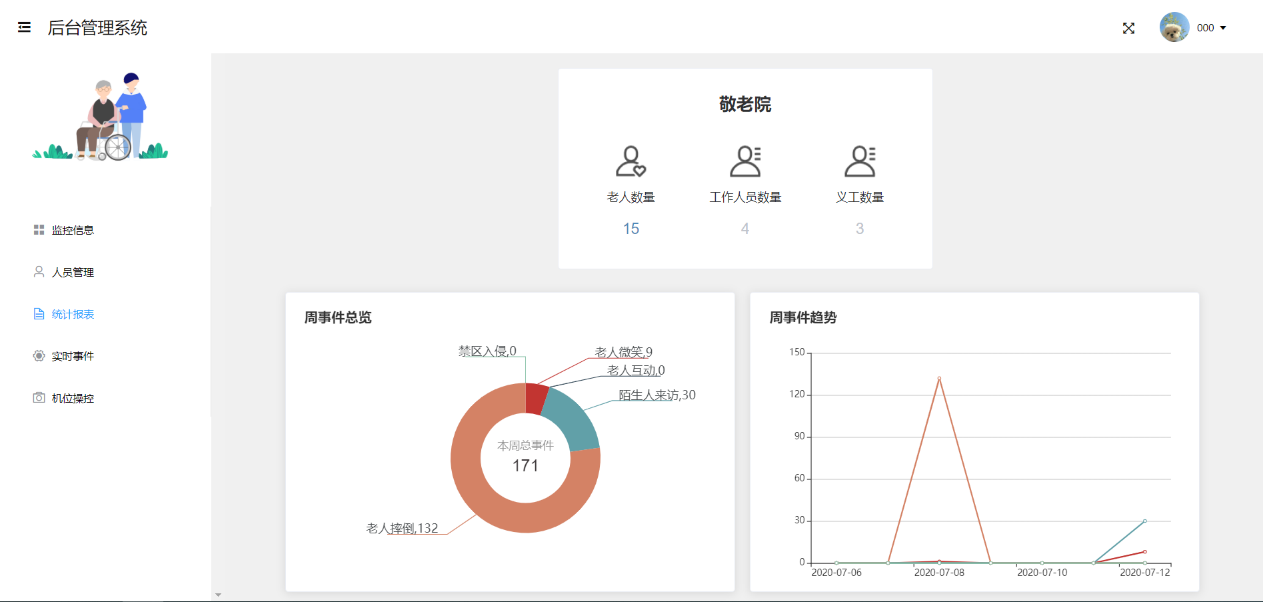 后台管理系统
000
敬老院
老人数量
工作人员数量
义工数量
15
4
3
监控信息
人员管理
统计报表
实时事件
机位操控
周事件总览
禁区入侵,0
老人微笑,9
老人互动,0
陌生人来访,30
本周总事件
171
老人摔倒,132
周事件趋势
150
120
90
60
30
0
2020-07-06
2020-07-08
2020-07-10
2020-07-12